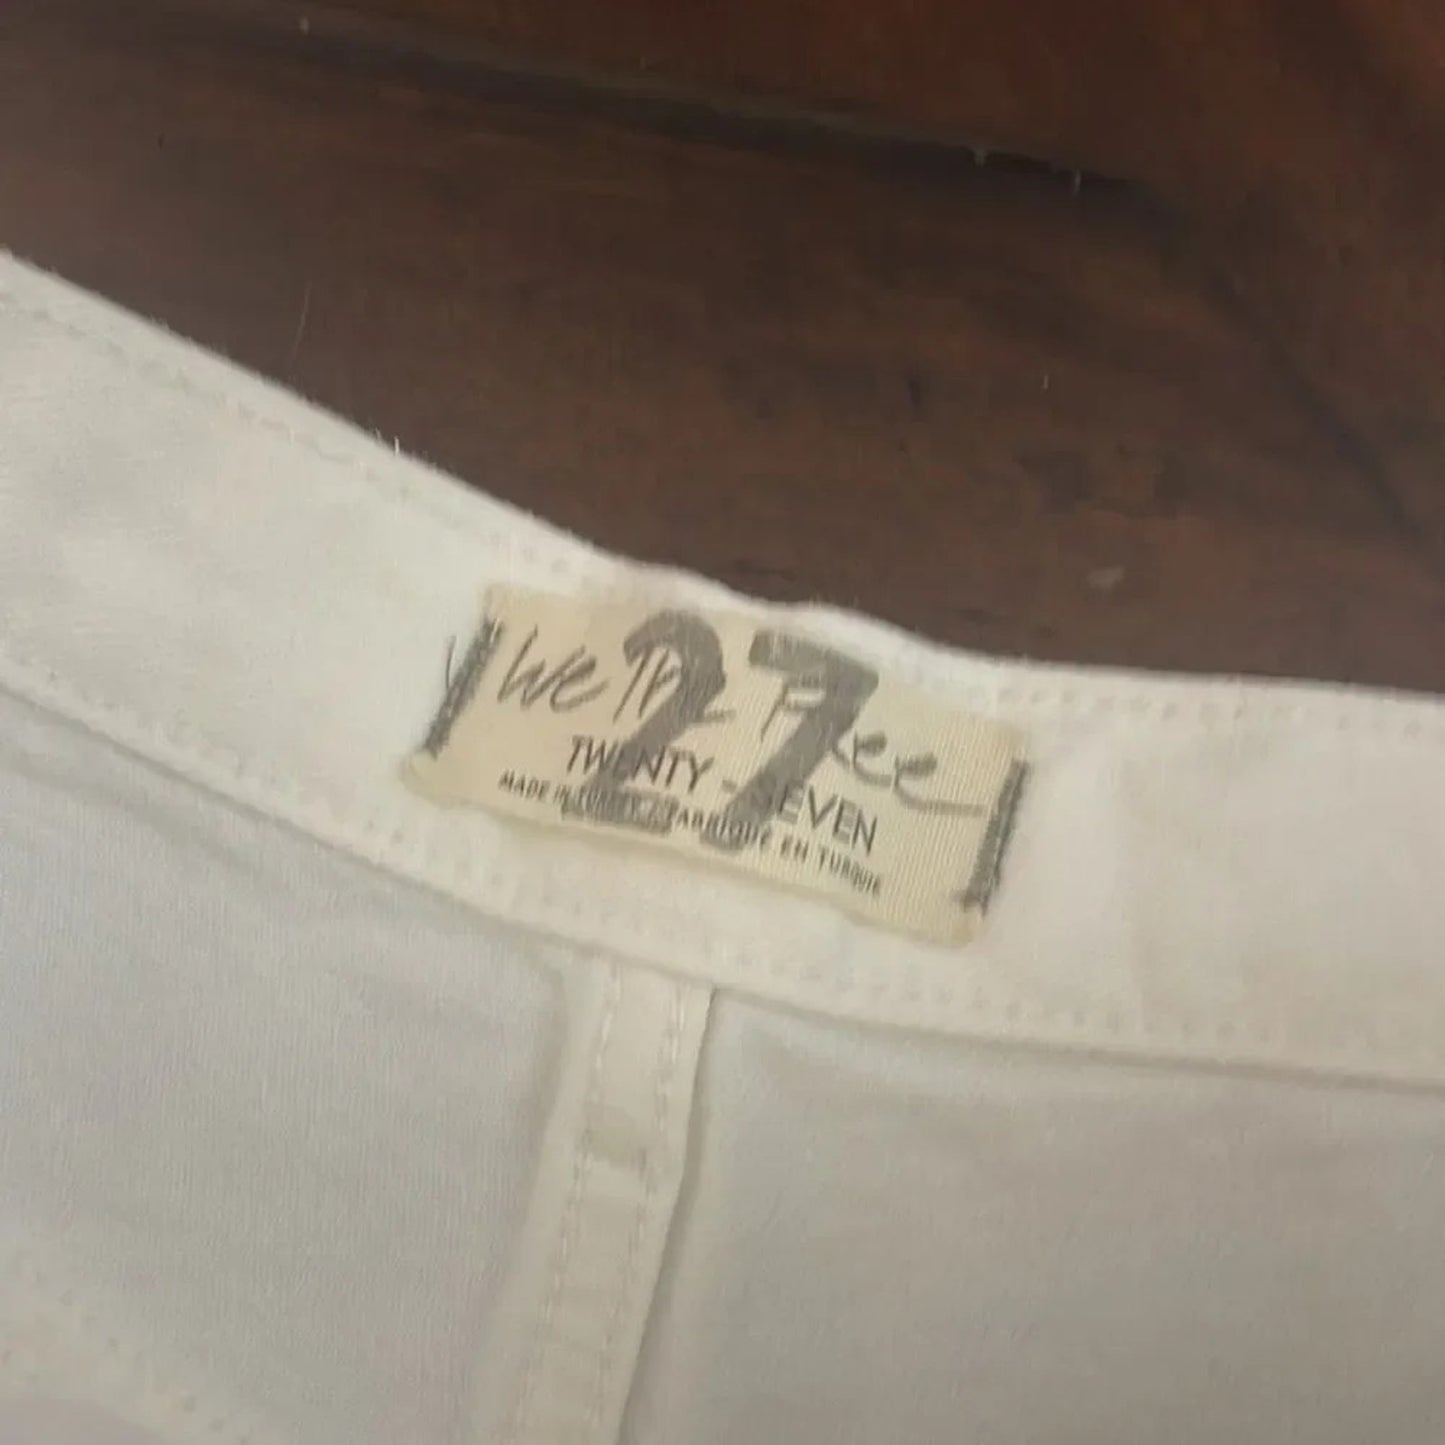 We The Free
27
TWENTY-SEVEN
MADE IN TURKEY / FABRIQUÉ EN TURQUIE